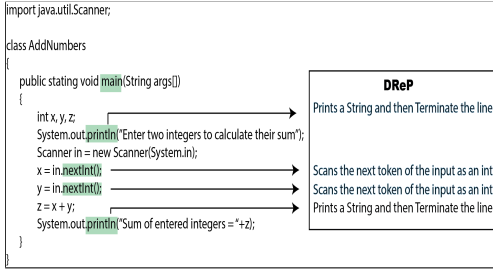 import java.util.Scanner;
class AddNumbers
{
public stating void main(String args[])
{
int x, y, z;
System.out.println("Enter two integers to calculate their sum");
Scanner in = new Scanner(System.in);
x = in.nextInt();
y = in.nextInt();
z = x + y;
System.out.println("Sum of entered integers = "+z);
}
}
DReP
Prints a String and then Terminate the line
Scans the next token of the input as an int
Scans the next token of the input as an int
Prints a String and then Terminate the line